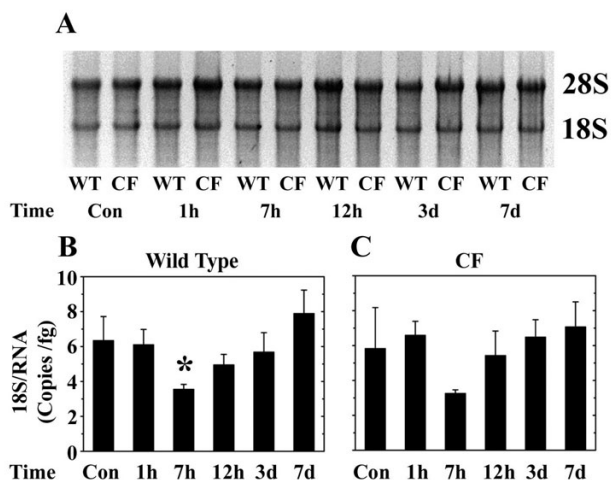 A
28S
18S
WT CF WT CF WT CF WT CF WT CF WT CF
Time Con 1h 7h 12h 3d 7d
B
Wild Type
18S/RNA
(Copies /fg)
10
8
6
4
2
0
*
Time Con 1h 7h 12h 3d 7d
C
CF
Con 1h 7h 12h 3d 7d